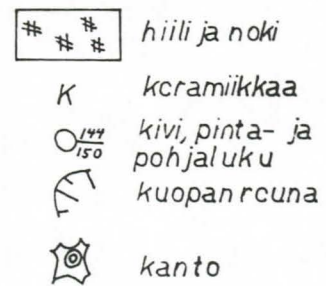 hiili ja noki
K keramiikkaa
144
150 kivi, pinta- ja
pohjaluku
kuopan reuna
kanto